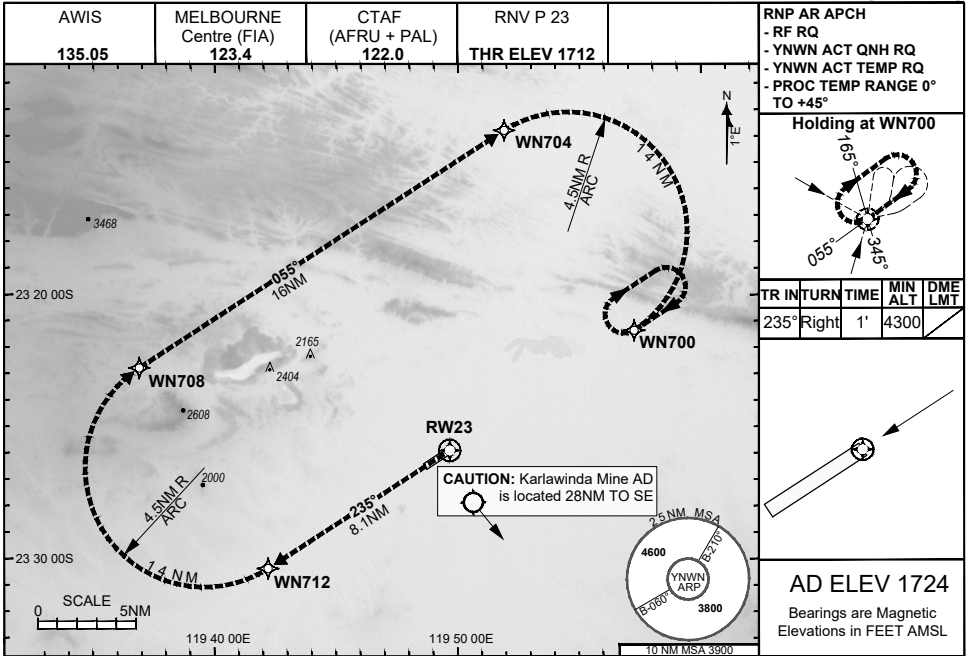 AWIS
135.05
MELBOURNE
Centre (FIA)
123.4
CTAF
(AFRU + PAL)
122.0
RNV P 23
THR ELEV 1712
RNP AR APCH
- RF RQ
- YNWN ACT QNH RQ
- YNWN ACT TEMP RQ
- PROC TEMP RANGE 0°
TO +45°
Holding at WN700
165°
055°
345°
TR IN TURN TIME MIN ALT DME LMT
235° Right 1' 4300
N
1°E
WN704
14NM
4.5NM R
ARC
3468
055°
16NM
23 20 00S
WN700
2165
2404
WN708
2608
RW23
2000
CAUTION: Karlawinda Mine AD
is located 28NM TO SE
4.5NM R
ARC
235°
8.1NM
25NM MSA
B-210°
4600
YNWN
ARP
B-060°
3800
10 NM MSA 3900
23 30 00S
14NM
WN712
SCALE
0 5NM
119 40 00E
119 50 00E
AD ELEV 1724
Bearings are Magnetic
Elevations in FEET AMSL